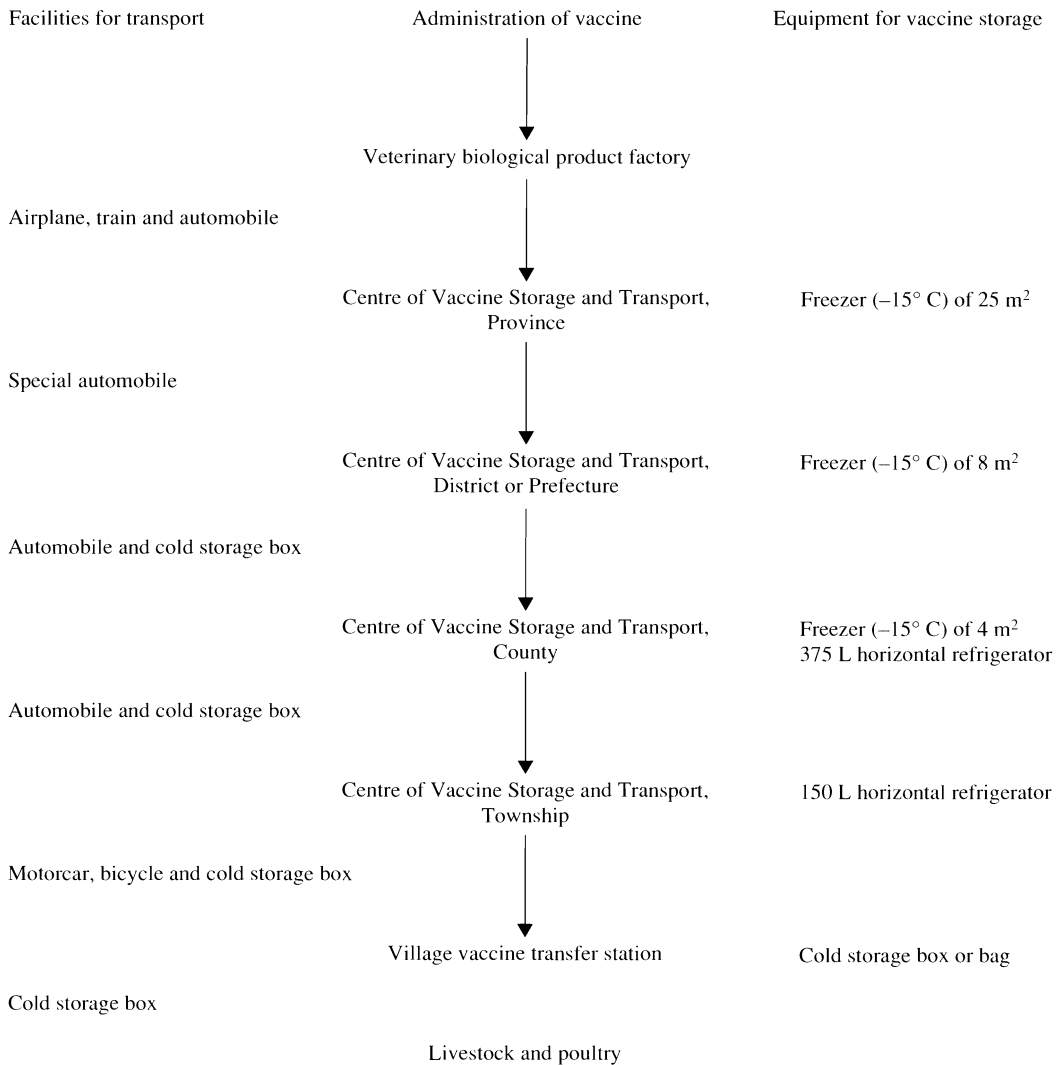 Facilities for transport
Administration of vaccine
Equipment for vaccine storage
Veterinary biological product factory
Airplane, train and automobile
Centre of Vaccine Storage and Transport,
Province
Freezer (–15° C) of 25 m²
Special automobile
Centre of Vaccine Storage and Transport,
District or Prefecture
Freezer (–15° C) of 8 m²
Automobile and cold storage box
Centre of Vaccine Storage and Transport,
County
Freezer (–15° C) of 4 m²
375 L horizontal refrigerator
Automobile and cold storage box
Centre of Vaccine Storage and Transport,
Township
150 L horizontal refrigerator
Motorcar, bicycle and cold storage box
Village vaccine transfer station
Cold storage box or bag
Cold storage box
Livestock and poultry